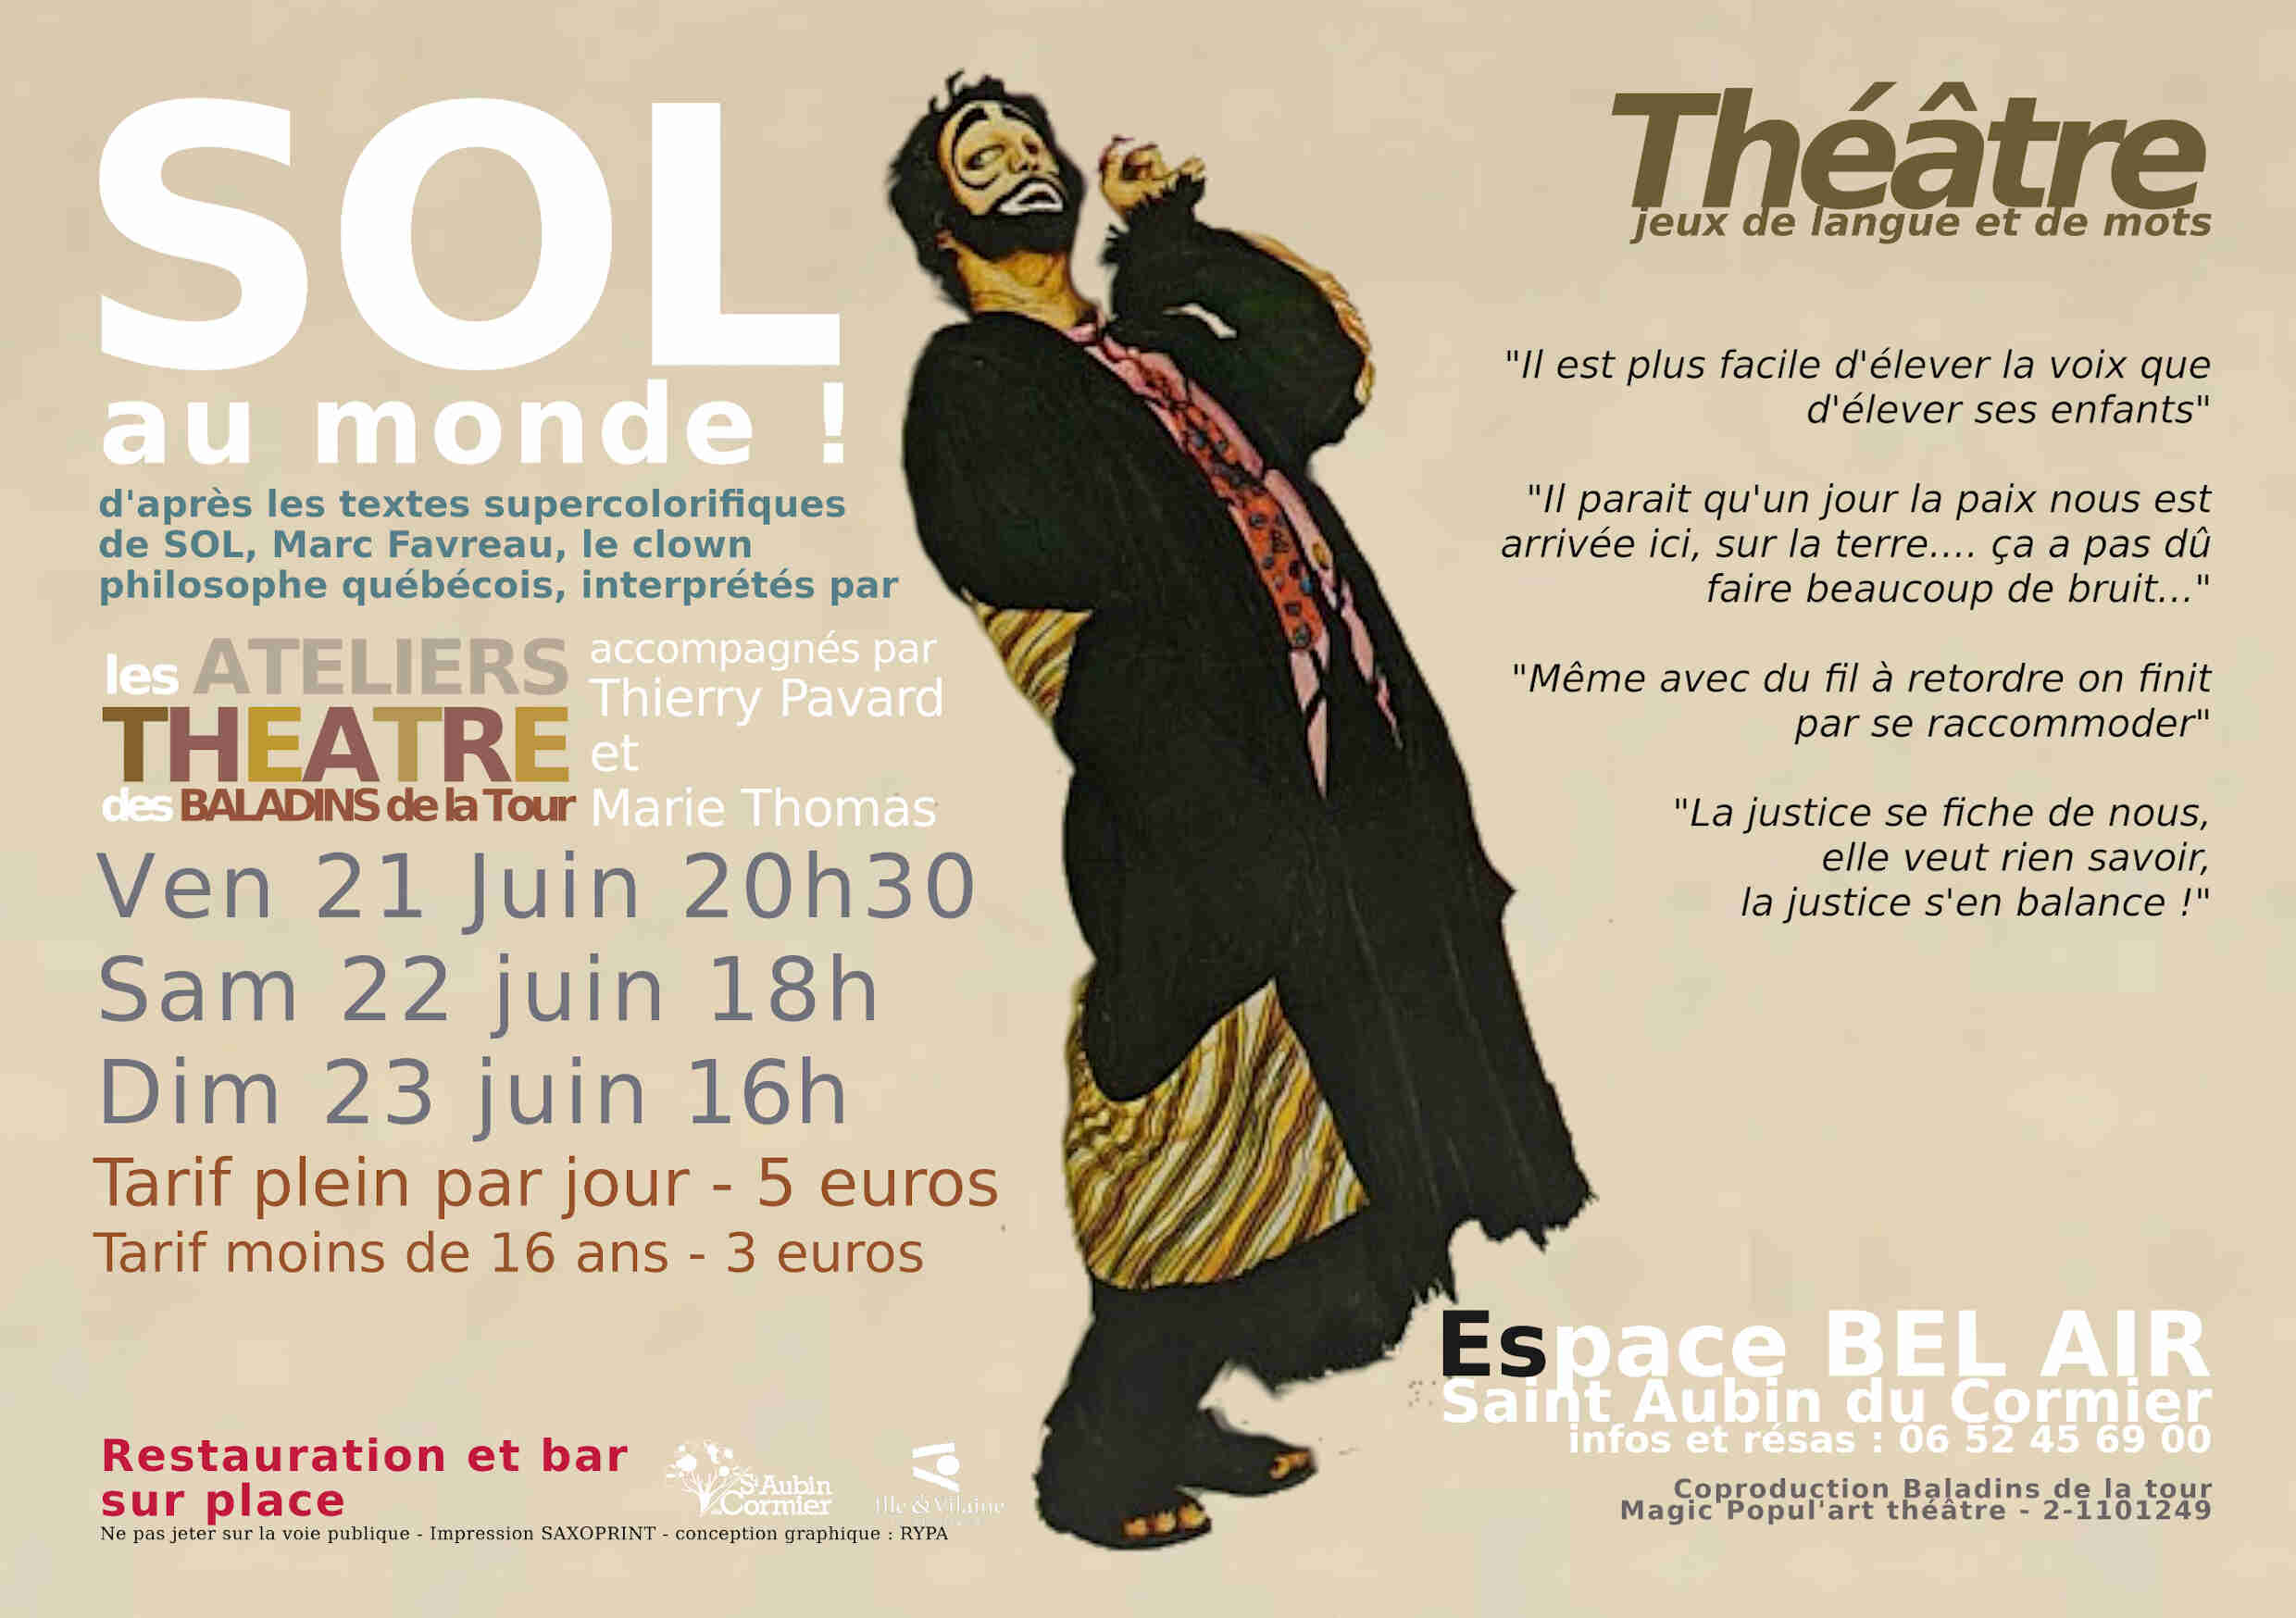 SOL
au monde !
d'après les textes supercolorifiques
de SOL, Marc Favreau, le clown
philosophe québécois, interprétés par
les ATELIERS
THEATRE
des BALADINS de la Tour
accompagnés par
Thierry Pavard
et
Marie Thomas
Ven 21 Juin 20h30
Sam 22 juin 18h
Dim 23 juin 16h
Tarif plein par jour - 5 euros
Tarif moins de 16 ans - 3 euros
Restauration et bar
sur place
St Aubin
Cormier
Ille & Vilaine
Ne pas jeter sur la voie publique - Impression SAXOPRINT - conception graphique : RYPA
Théâtre
jeux de langue et de mots
"Il est plus facile d'élever la voix que
d'élever ses enfants"
"Il parait qu'un jour la paix nous est
arrivée ici, sur la terre.... ça a pas dû
faire beaucoup de bruit..."
"Même avec du fil à retordre on finit
par se raccommoder"
"La justice se fiche de nous,
elle veut rien savoir,
la justice s'en balance !"
Espace BEL AIR
Saint Aubin du Cormier
infos et résas : 06 52 45 69 00
Coproduction Baladins de la tour
Magic'Popul'art théâtre - 2-1101249